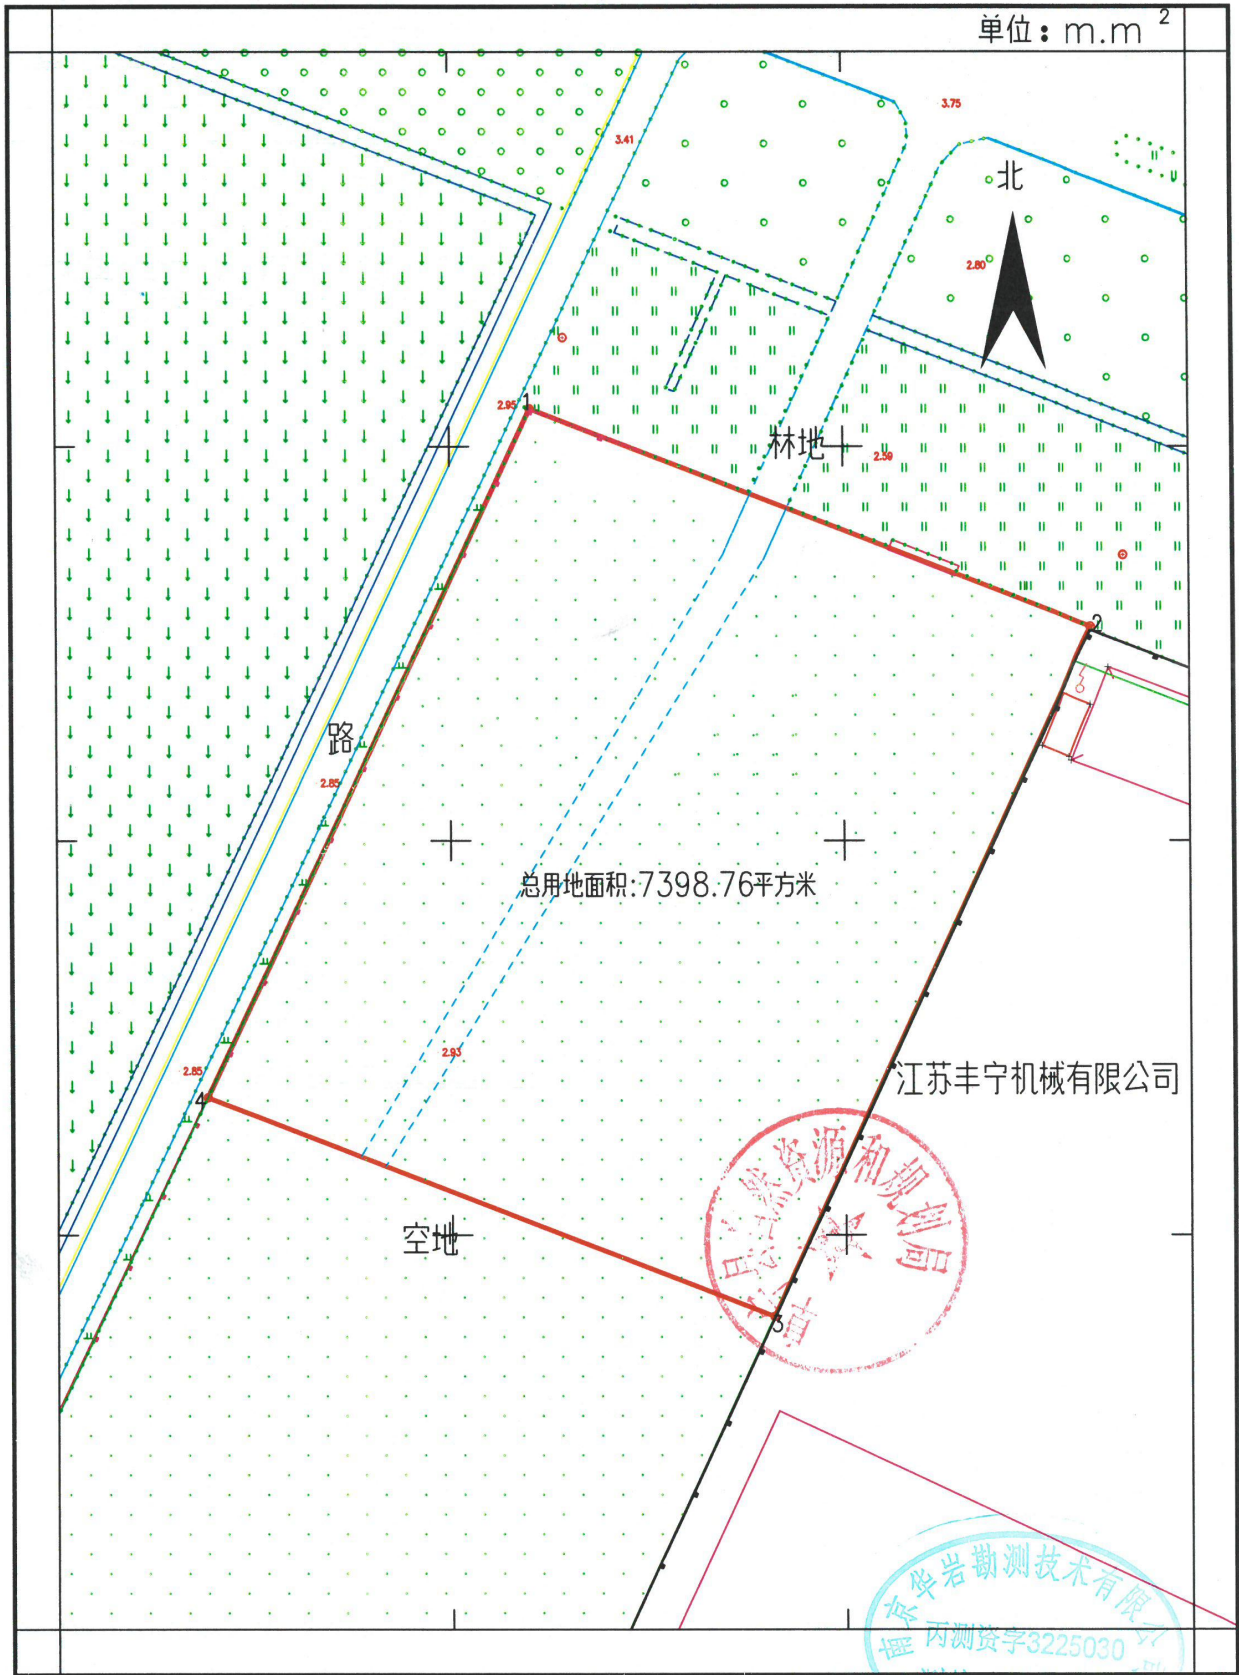 单位：m.m²
3.75
3.41
北
2.80
2.95
1
林地
2.59
2
路
2.85
总用地面积:7398.76平方米
2.93
2.85
4
江苏丰宁机械有限公司
然资源和规划局
空地
3
南京华岩勘测技术有限公
丙测资字3225030